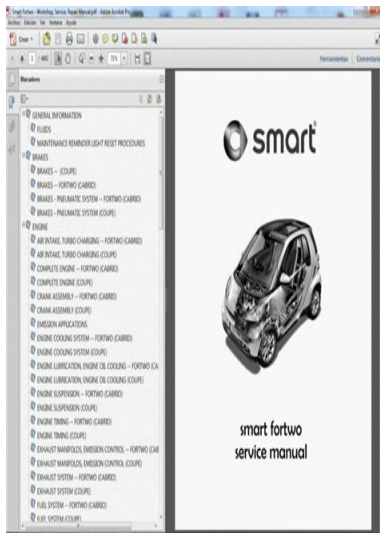 Smart Fortwo - Workshop, Service, Repair Manual.pdf - Adobe Acrobat Pro
Archivo Edición Ver Ventana Ayuda
Crear
1
75%
Herramientas
Comentario
Marcadores
GENERAL INFORMATION
FLUIDS
MAINTENANCE REMINDER LIGHT RESET PROCEDURES
BRAKES
BRAKES -- (COUPE)
BRAKES -- FORTWO (CABRIO)
BRAKES - PNEUMATIC SYSTEM -- FORTWO (CABRIO)
BRAKES - PNEUMATIC SYSTEM (COUPE)
ENGINE
AIR INTAKE, TURBO CHARGING -- FORTWO (CABRIO)
AIR INTAKE, TURBO CHARGING (COUPE)
COMPLETE ENGINE -- FORTWO (CABRIO)
COMPLETE ENGINE (COUPE)
CRANK ASSEMBLY -- FORTWO (CABRIO)
CRANK ASSEMBLY (COUPE)
EMISSION APPLICATIONS
ENGINE COOLING SYSTEM -- FORTWO (CABRIO)
ENGINE COOLING SYSTEM (COUPE)
ENGINE LUBRICATION, ENGINE OIL COOLING -- FORTWO (CA
ENGINE LUBRICATION, ENGINE OIL COOLING (COUPE)
ENGINE SUSPENSION -- FORTWO (CABRIO)
ENGINE SUSPENSION (COUPE)
ENGINE TIMING -- FORTWO (CABRIO)
ENGINE TIMING (COUPE)
EXHAUST MANIFOLDS, EMISSION CONTROL -- FORTWO (CAB
EXHAUST MANIFOLDS, EMISSION CONTROL (COUPE)
EXHAUST SYSTEM -- FORTWO (CABRIO)
EXHAUST SYSTEM (COUPE)
FUEL SYSTEM -- FORTWO (CABRIO)
FUEL SYSTEM (COUPE)
smart
smart fortwo
service manual